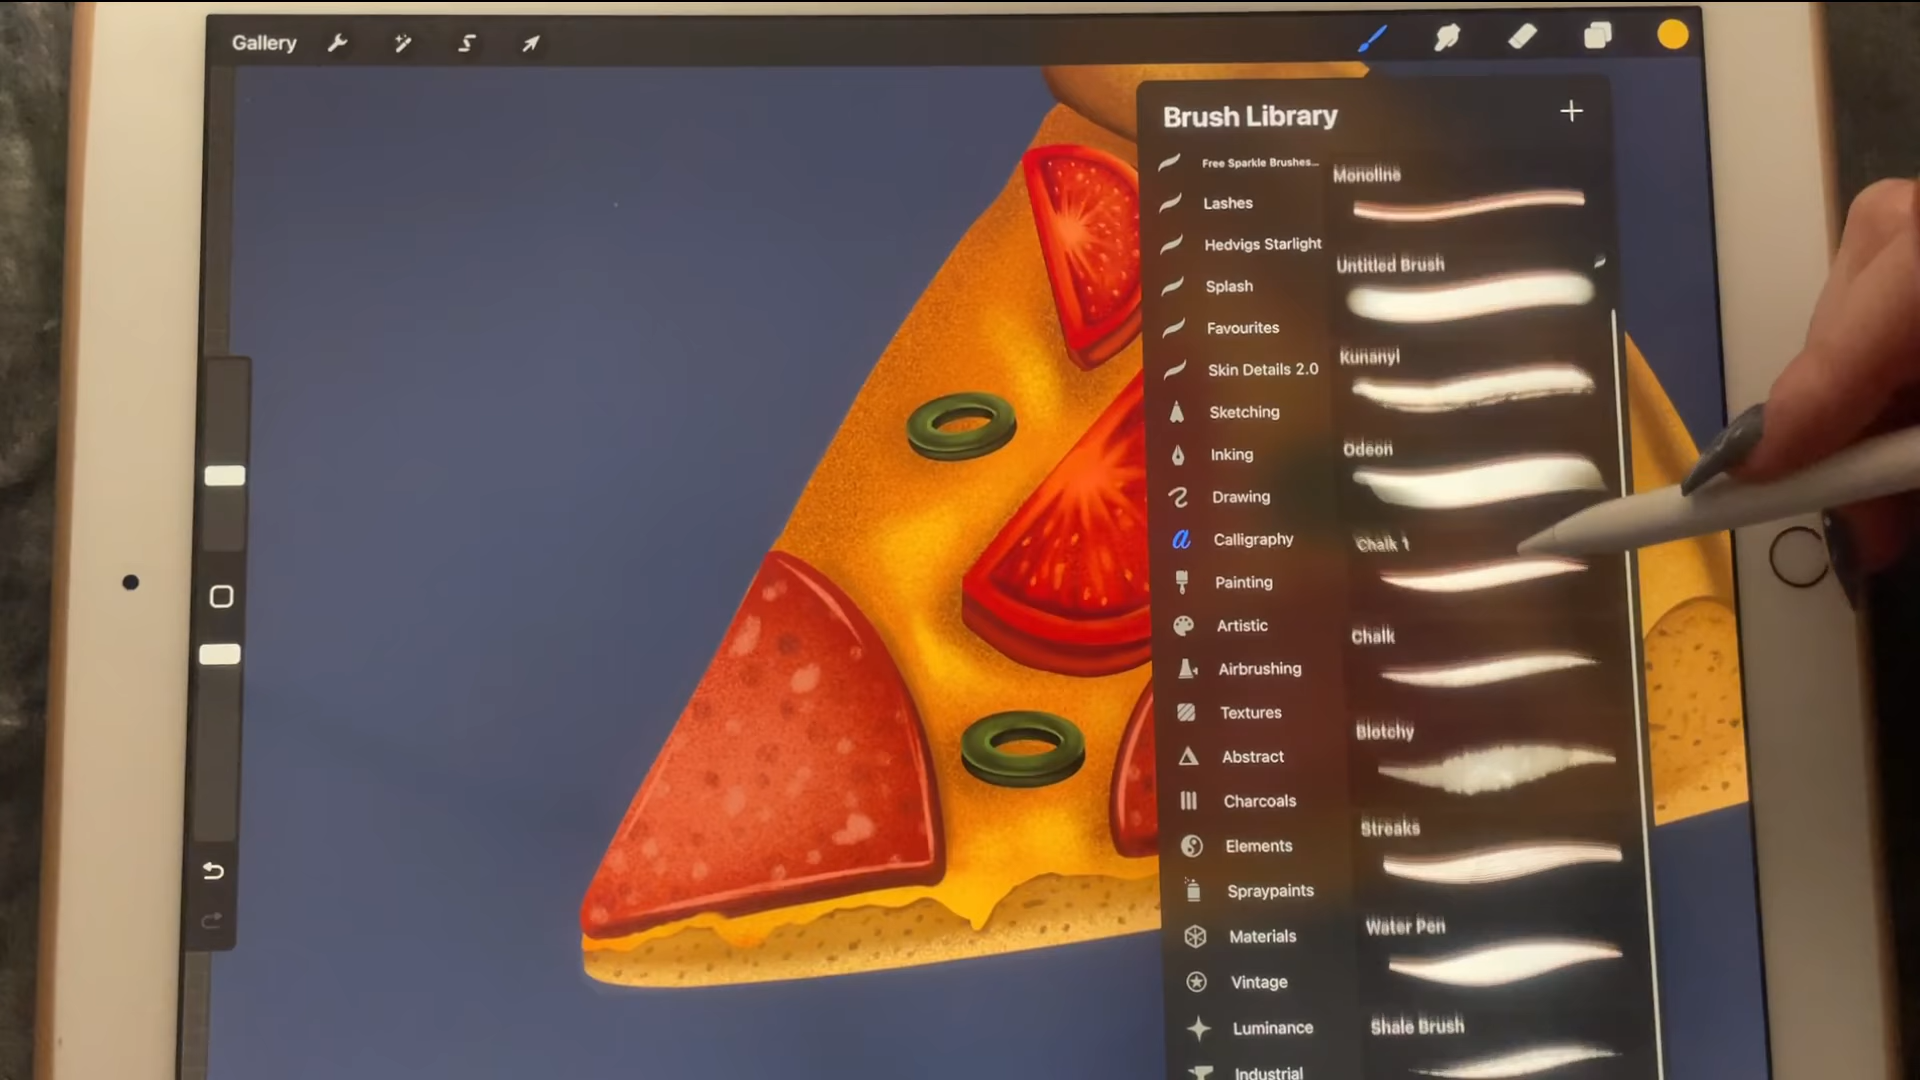 Gallery
Brush Library
Free Sparkle Brushes...
Lashes
Hedvigs Starlight
Splash
Favourites
Skin Details 2.0
Sketching
Inking
Drawing
Calligraphy
Painting
Artistic
Airbrushing
Textures
Abstract
Charcoals
Elements
Spraypaints
Materials
Vintage
Luminance
Industrial
Monoline
Untitled Brush
Kunanyi
Odeon
Chalk 1
Chalk
Blotchy
Streaks
Water Pen
Shale Brush